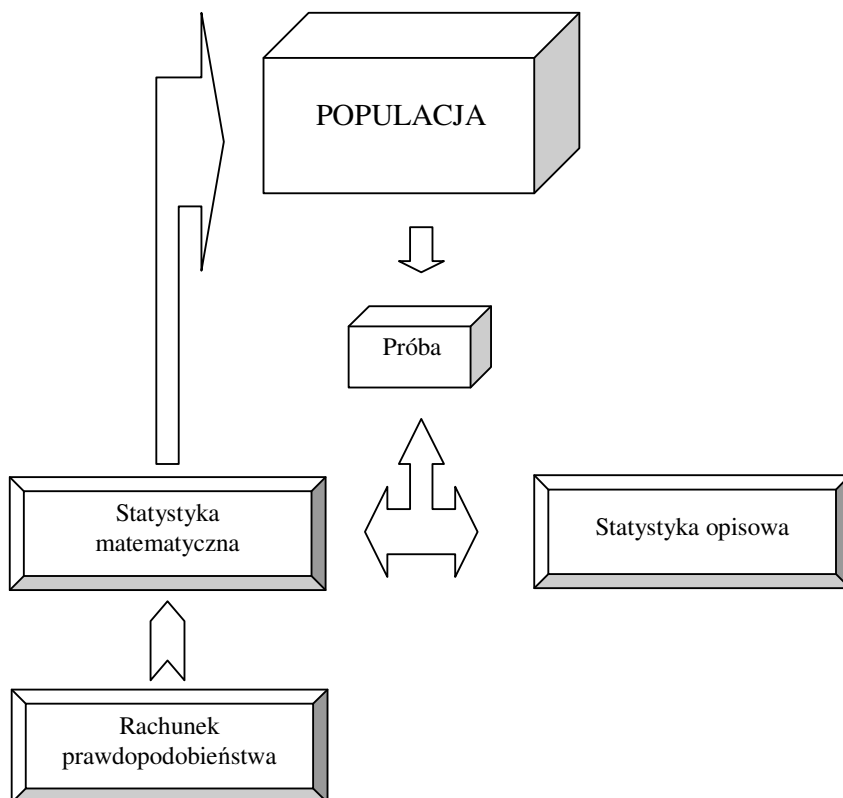 POPULACJA
Próba
Statystyka
matematyczna
Statystyka opisowa
Rachunek
prawdopodobieństwa